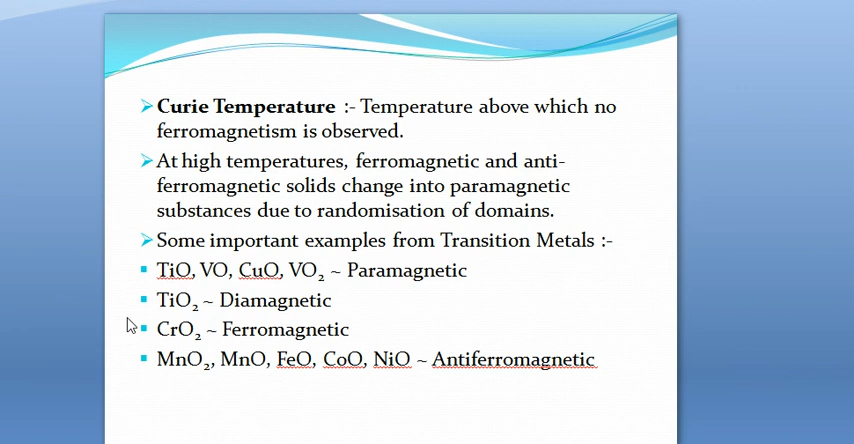 ➢ Curie Temperature :- Temperature above which no
ferromagnetism is observed.
➢ At high temperatures, ferromagnetic and anti-
ferromagnetic solids change into paramagnetic
substances due to randomisation of domains.
➢ Some important examples from Transition Metals :-
▪ TiO, VO, CuO, VO₂ ~ Paramagnetic
▪ TiO₂ ~ Diamagnetic
▪ CrO₂ ~ Ferromagnetic
▪ MnO₂, MnO, FeO, CoO, NiO ~ Antiferromagnetic